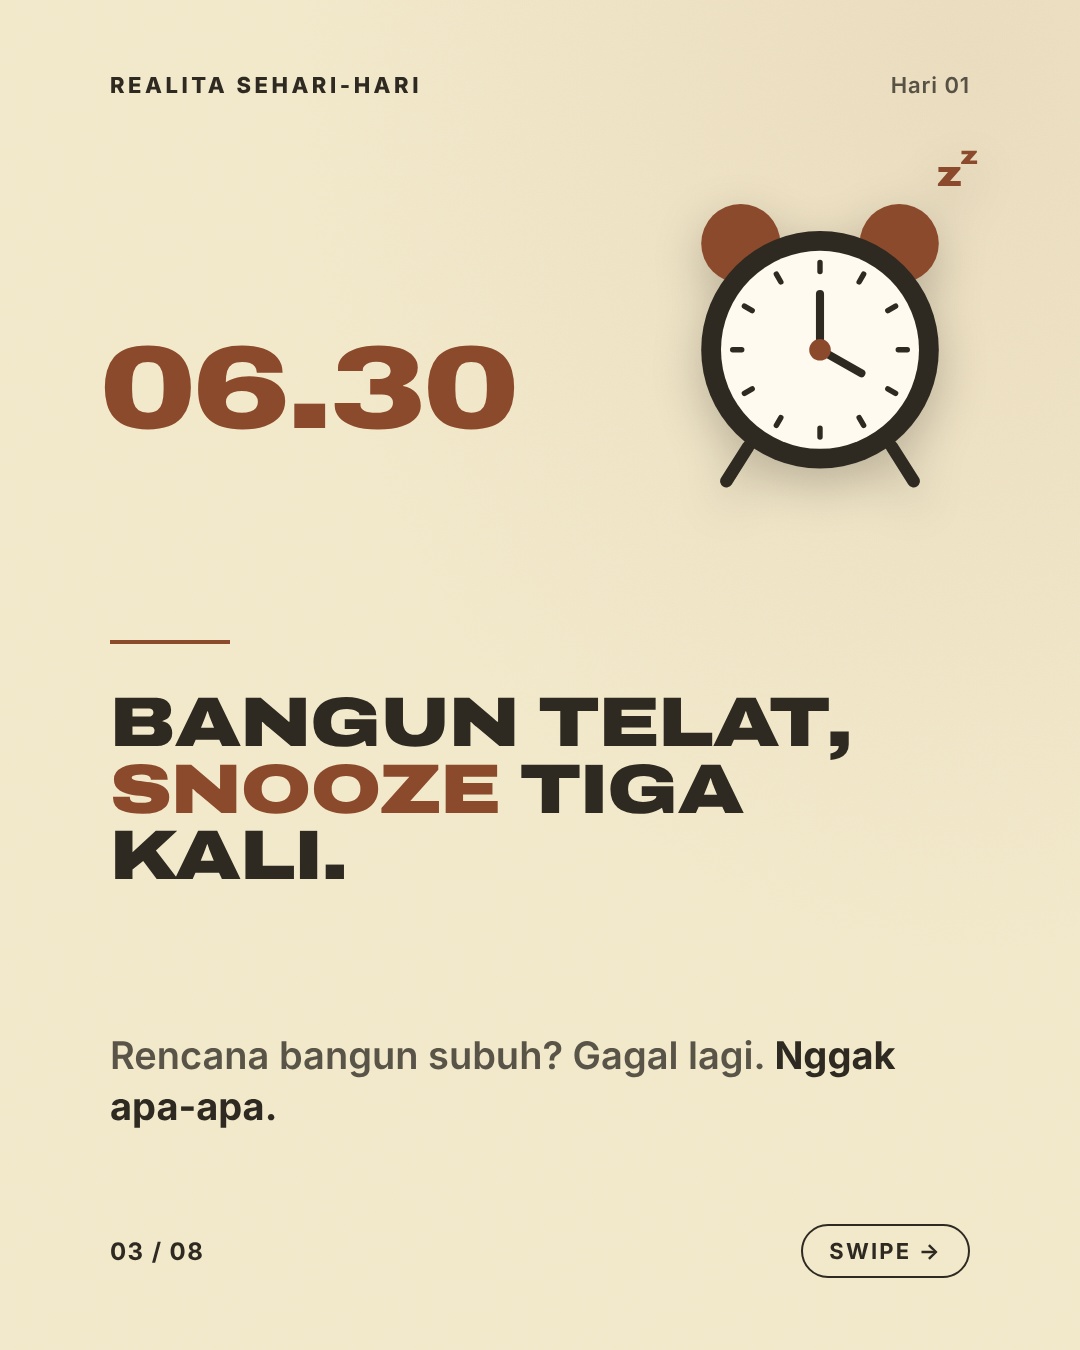 REALITA SEHARI-HARI
Hari 01
z z
06.30
BANGUN TELAT,
SNOOZE TIGA
KALI.
Rencana bangun subuh? Gagal lagi. Nggak
apa-apa.
03 / 08
SWIPE →